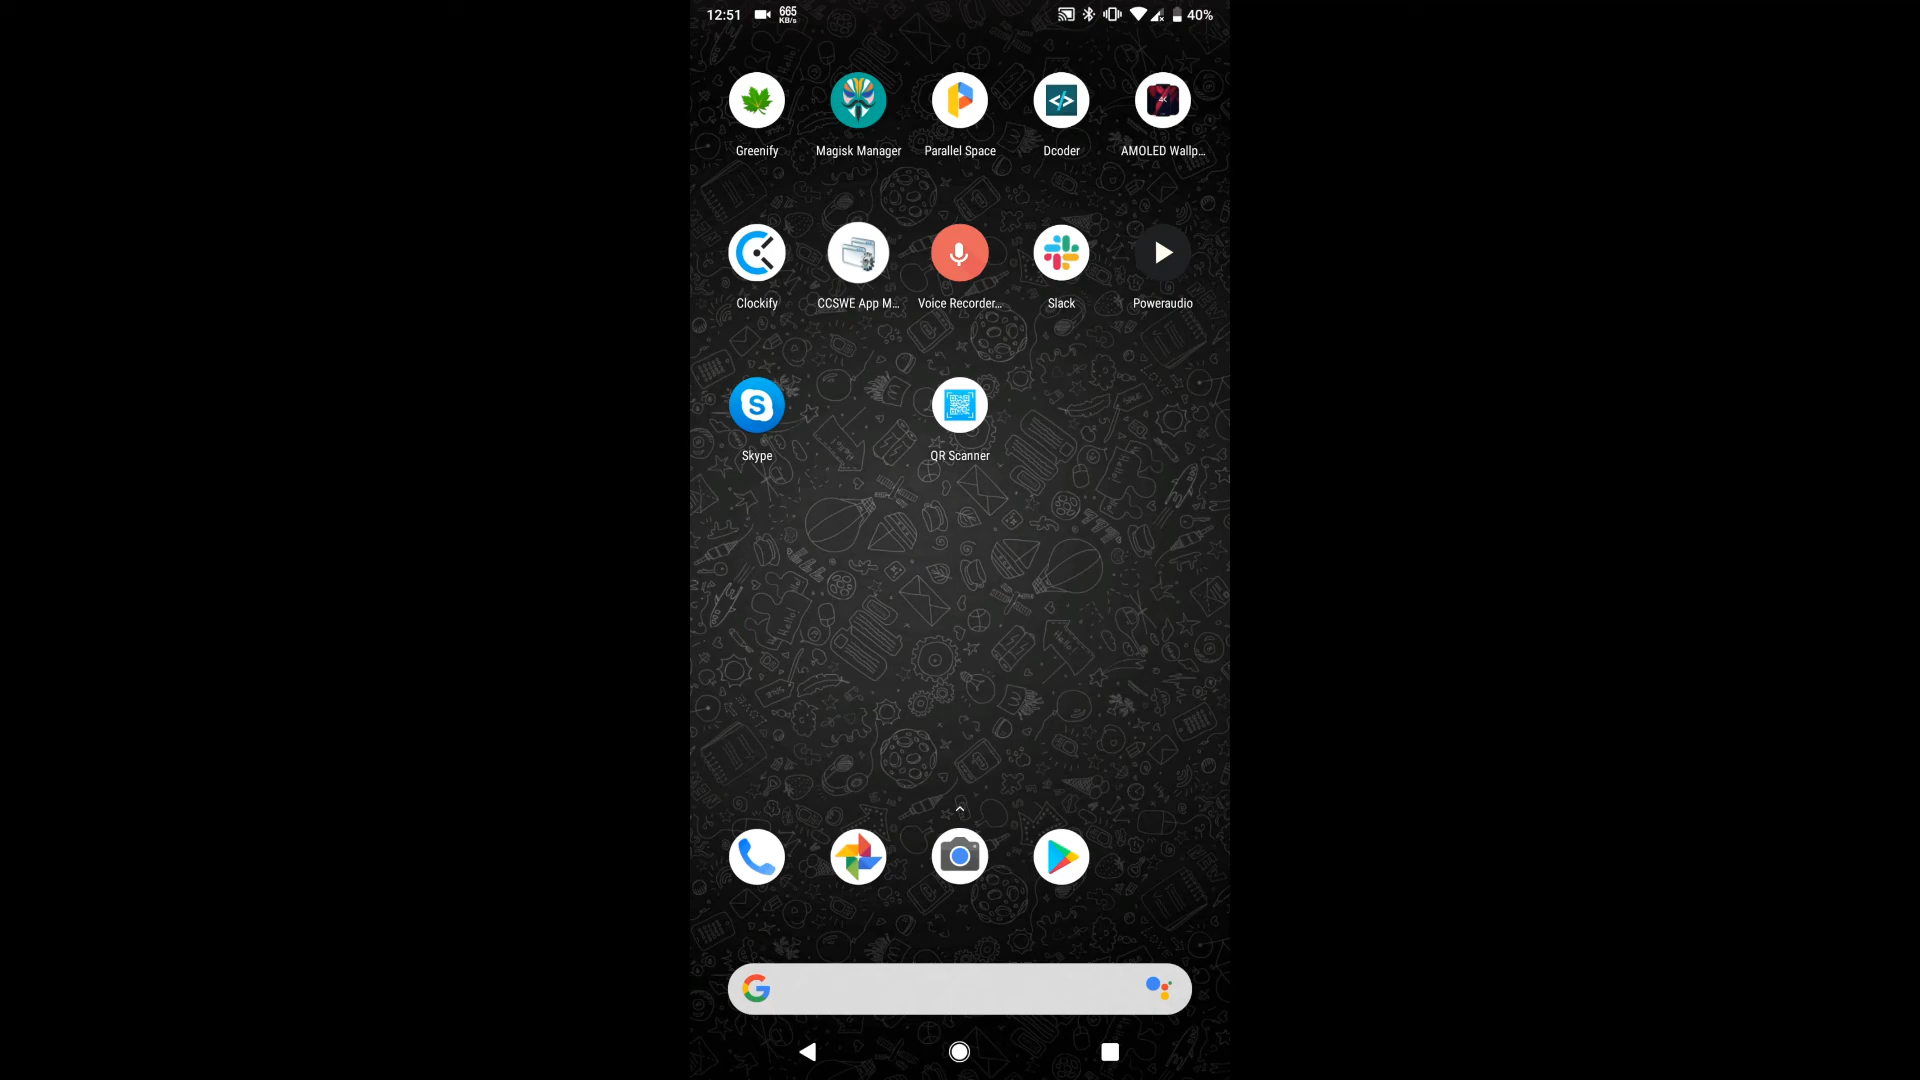 12:51 665 KB/s 40%
Greenify Magisk Manager Parallel Space Dcoder AMOLED Wallp...
Clockify CCSWE App M... Voice Recorder... Slack Poweraudio
Skype QR Scanner